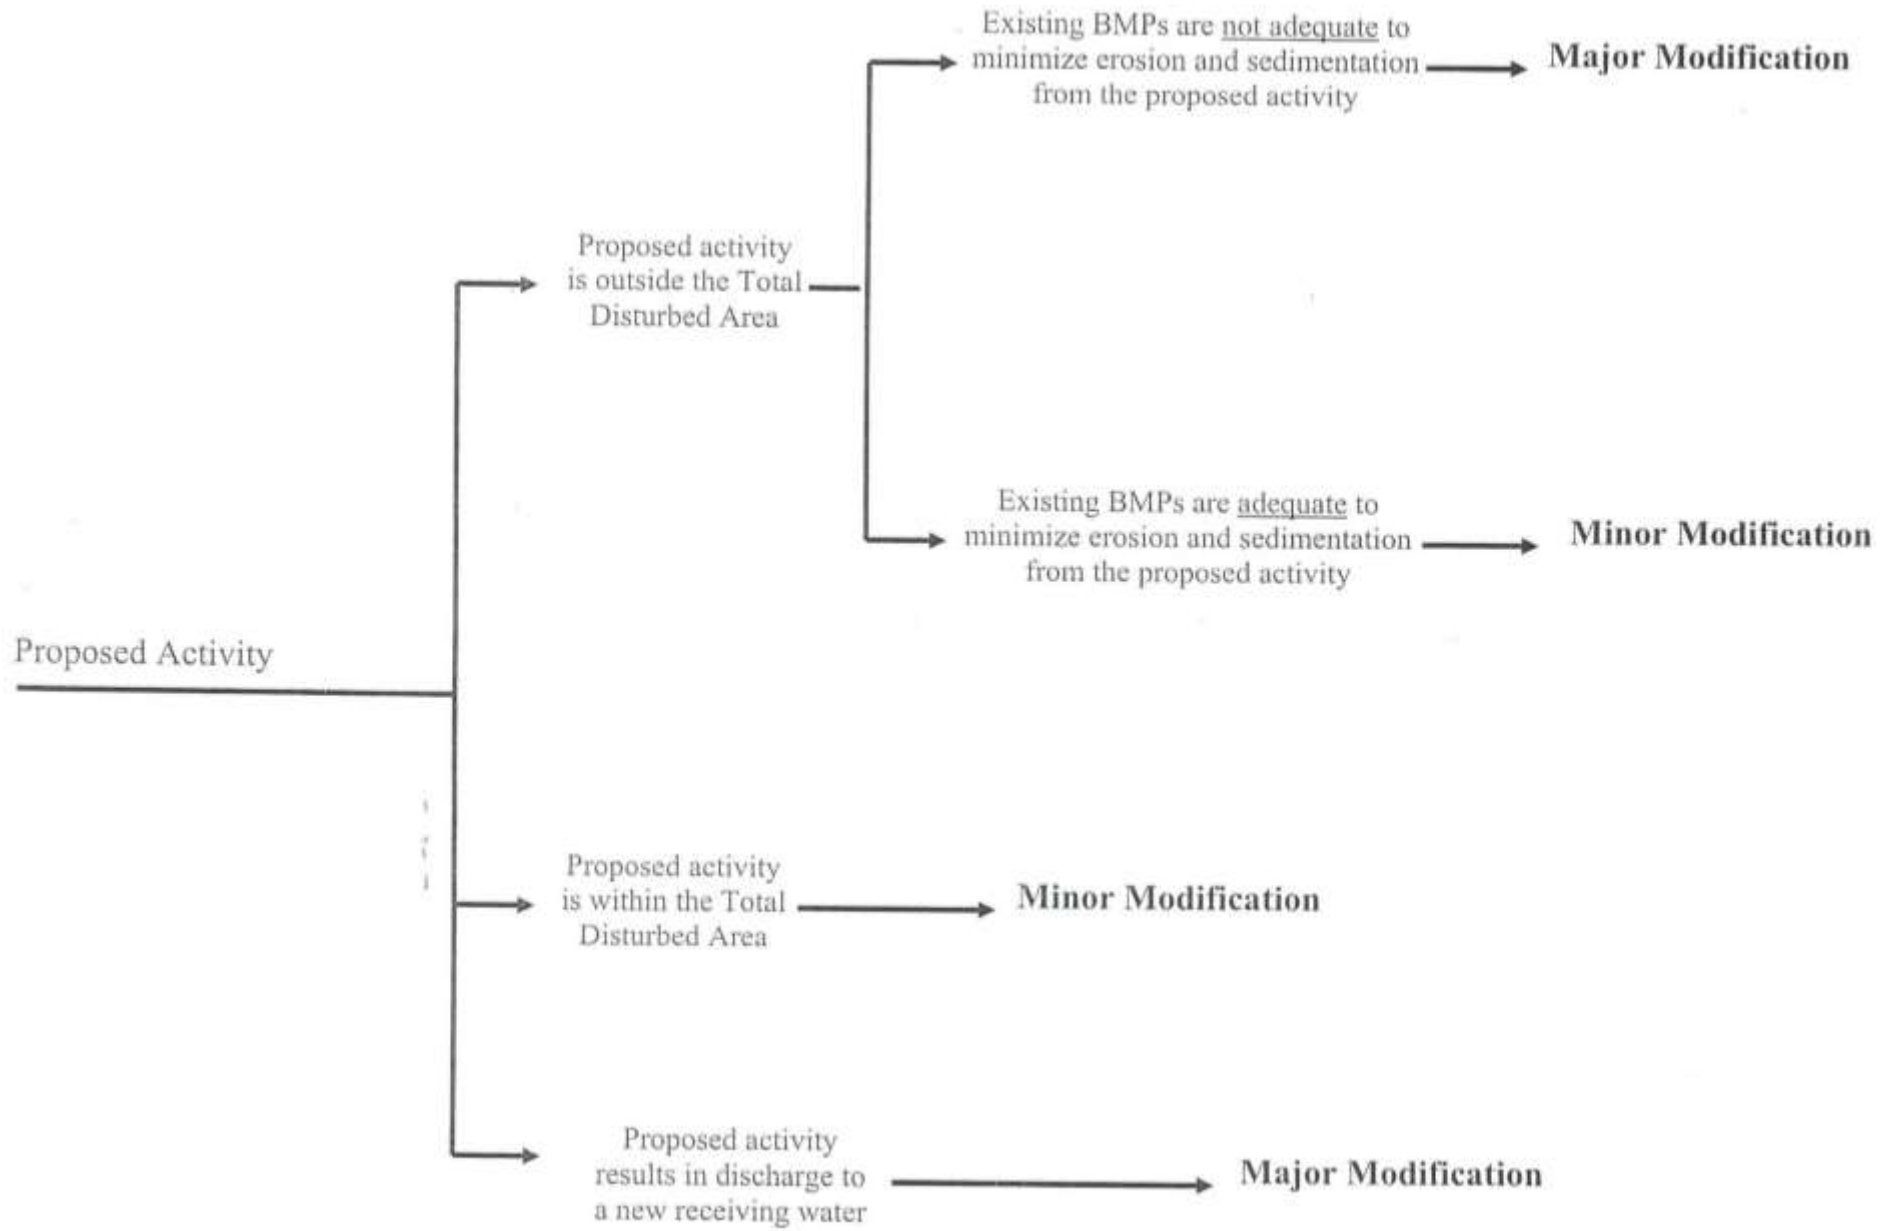 Existing BMPs are not adequate to
minimize erosion and sedimentation
from the proposed activity
Major Modification
Proposed activity
is outside the Total
Disturbed Area
Existing BMPs are adequate to
minimize erosion and sedimentation
from the proposed activity
Minor Modification
Proposed Activity
Proposed activity
is within the Total
Disturbed Area
Minor Modification
Proposed activity
results in discharge to
a new receiving water
Major Modification